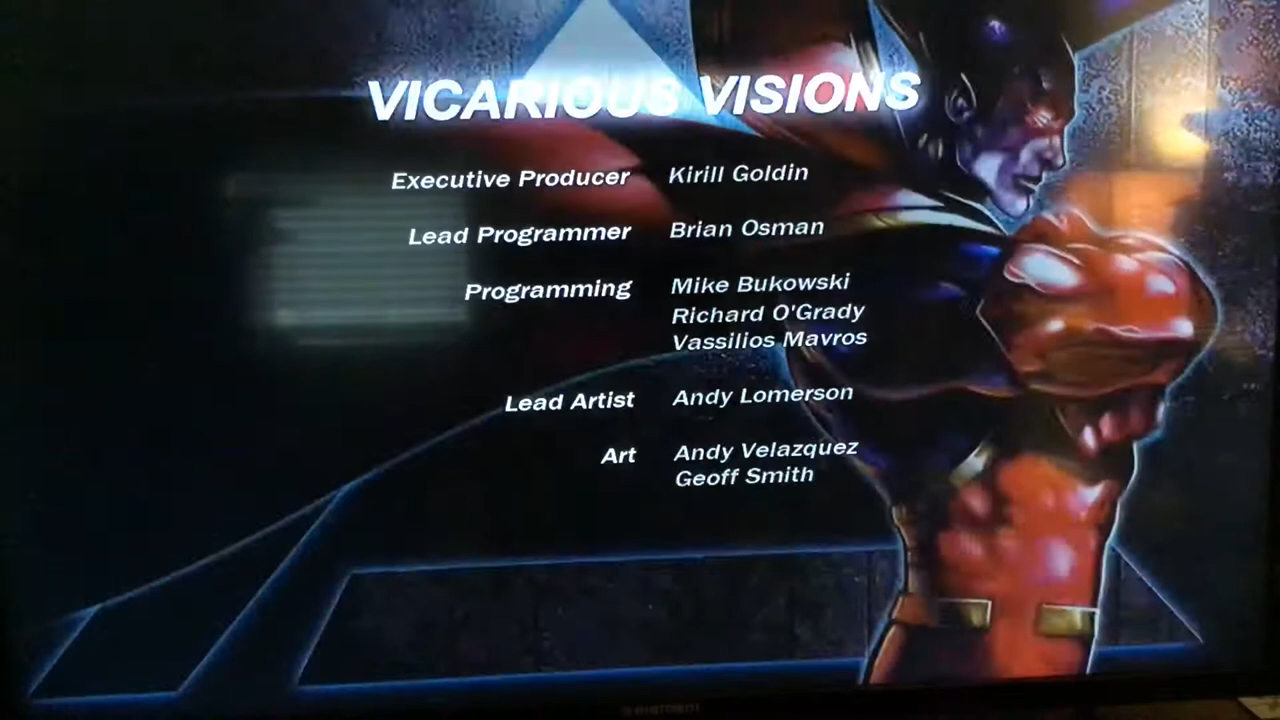 VICARIOUS VISIONS
Executive Producer Kirill Goldin
Lead Programmer Brian Osman
Programming Mike Bukowski
Richard O'Grady
Vassilios Mavros
Lead Artist Andy Lomerson
Art Andy Velazquez
Geoff Smith